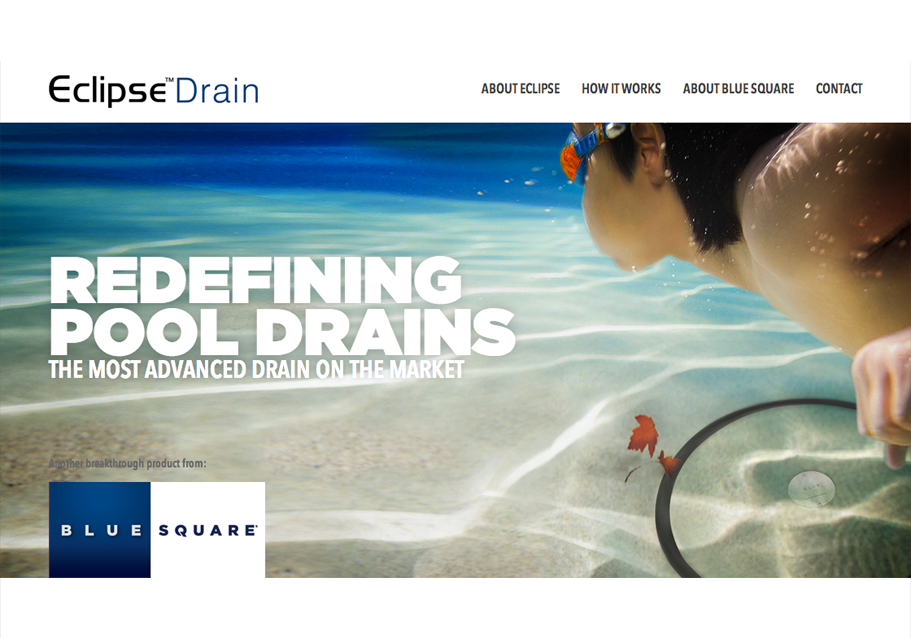 Eclipse™ Drain
ABOUT ECLIPSE HOW IT WORKS ABOUT BLUE SQUARE CONTACT
REDEFINING
POOL DRAINS
THE MOST ADVANCED DRAIN ON THE MARKET
Another breakthrough product from:
BLUE SQUARE